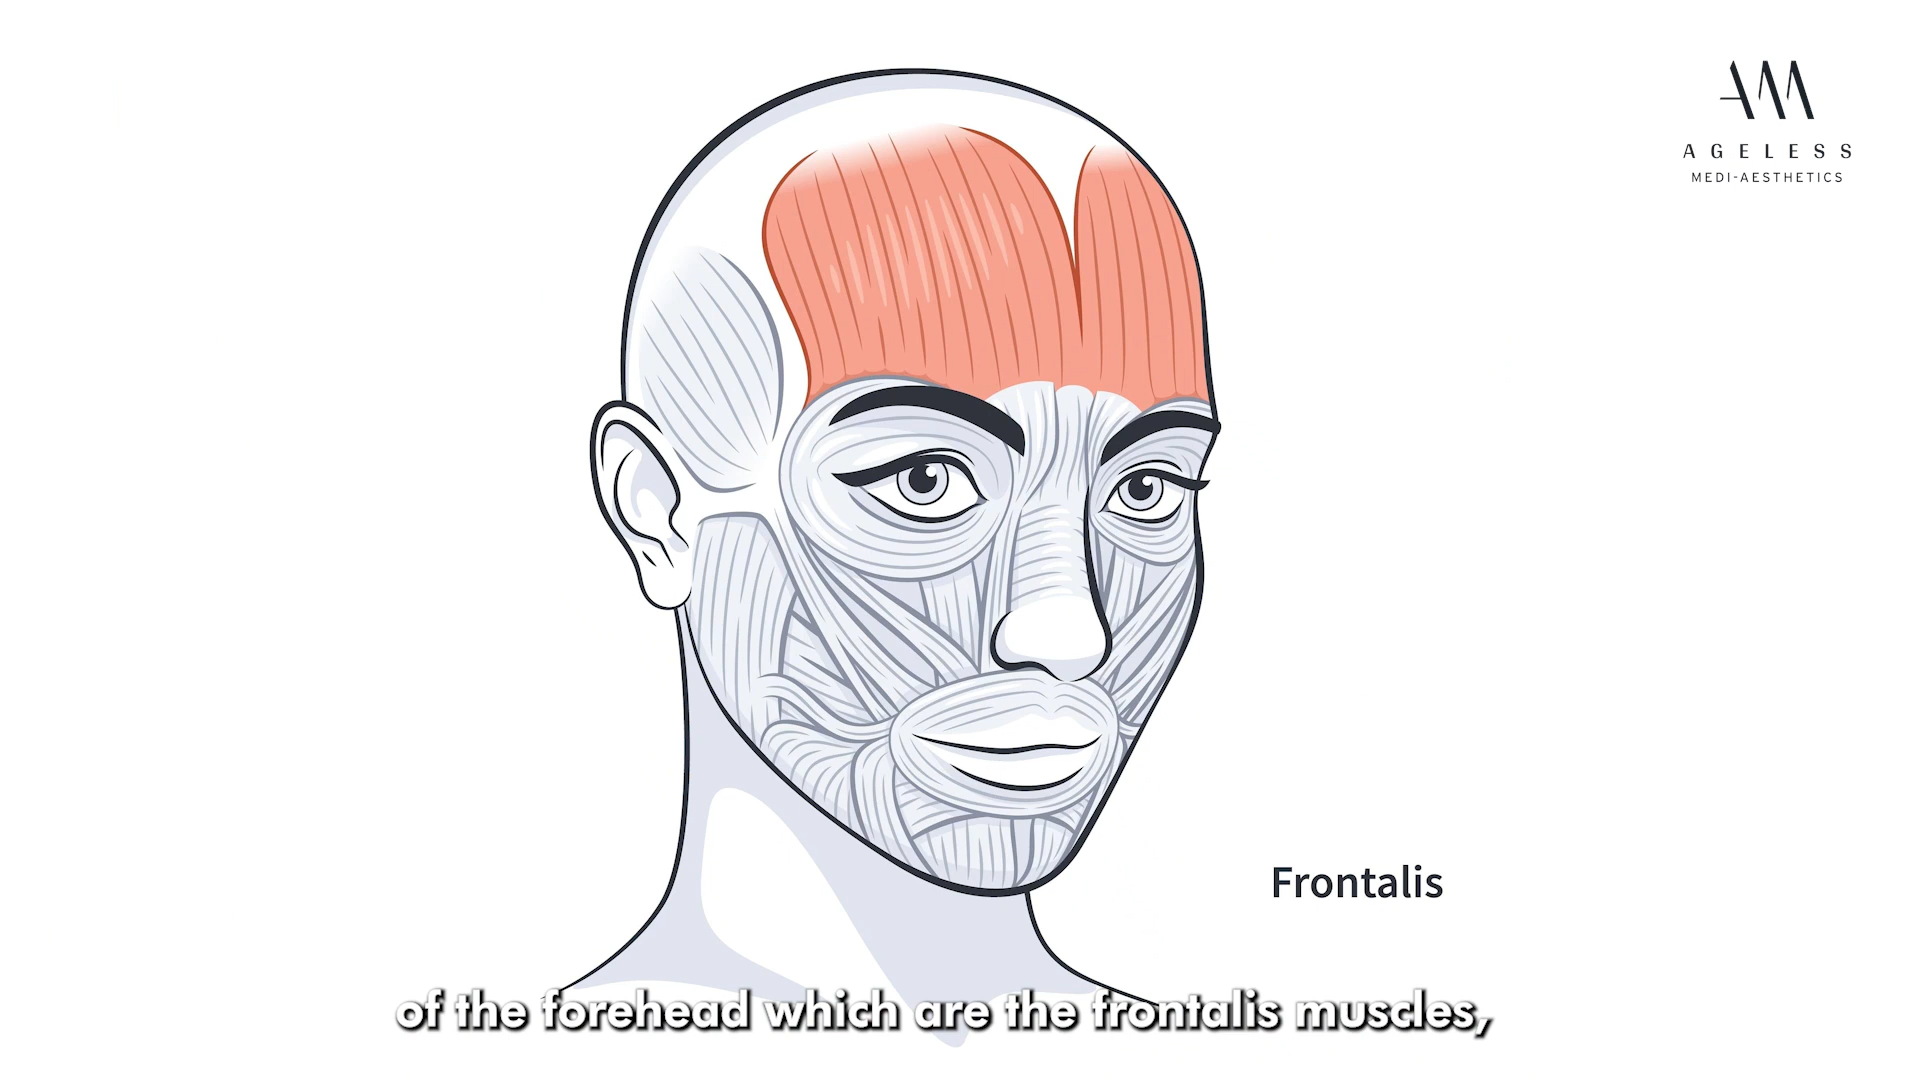 AM
AGELESS
MEDI-AESTHETICS
Frontalis
of the forehead which are the frontalis muscles,